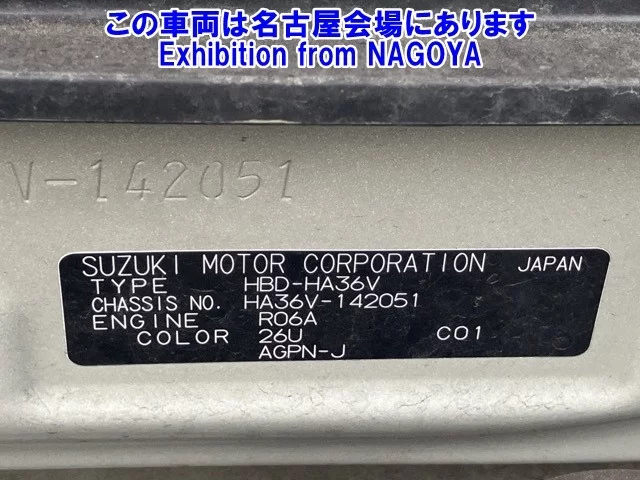 この車両は名古屋会場にあります
Exhibition from NAGOYA
V-142051
SUZUKI MOTOR CORPORATION JAPAN
TYPE HBD-HA36V
CHASSIS NO. HA36V-142051
ENGINE R06A
COLOR 26U C01
AGPN-J